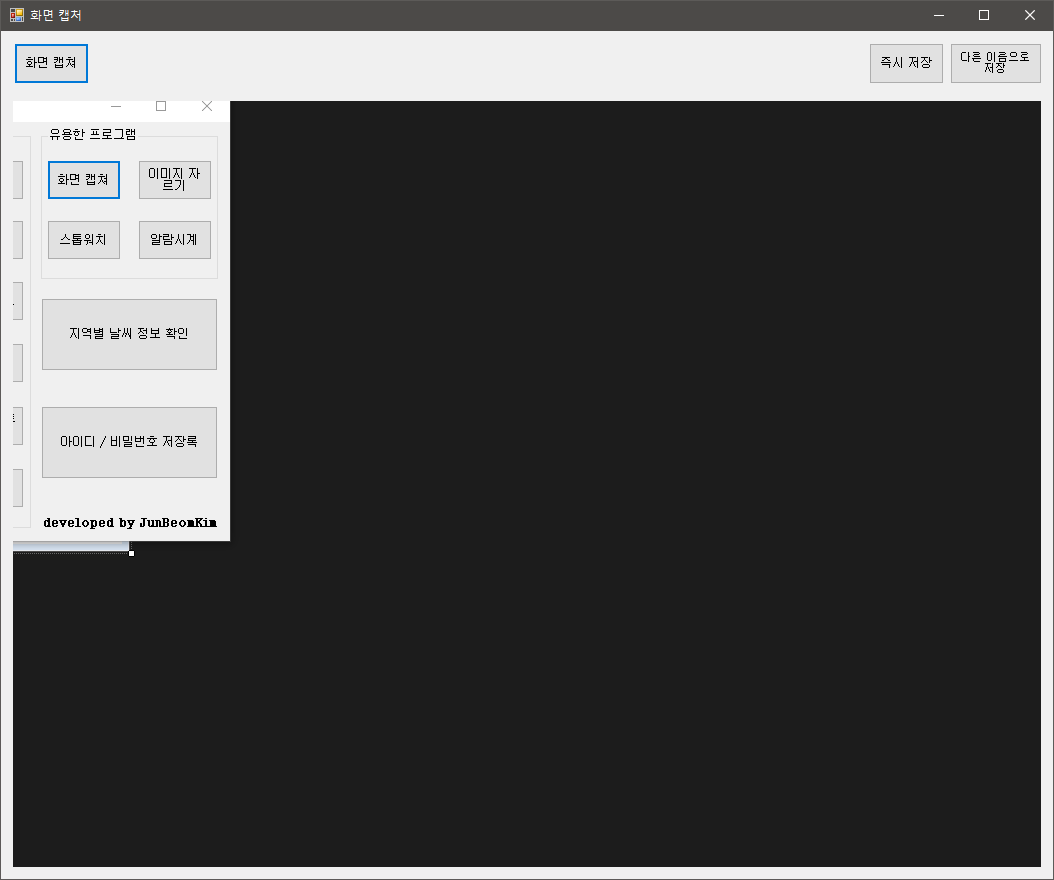 화면 캡처
화면 캡쳐
즉시 저장
다른 이름으로
저장
유용한 프로그램
화면 캡쳐
이미지 자
르기
스톱워치
알람시계
지역별 날씨 정보 확인
아이디 / 비밀번호 저장록
developed by JunBeomKim